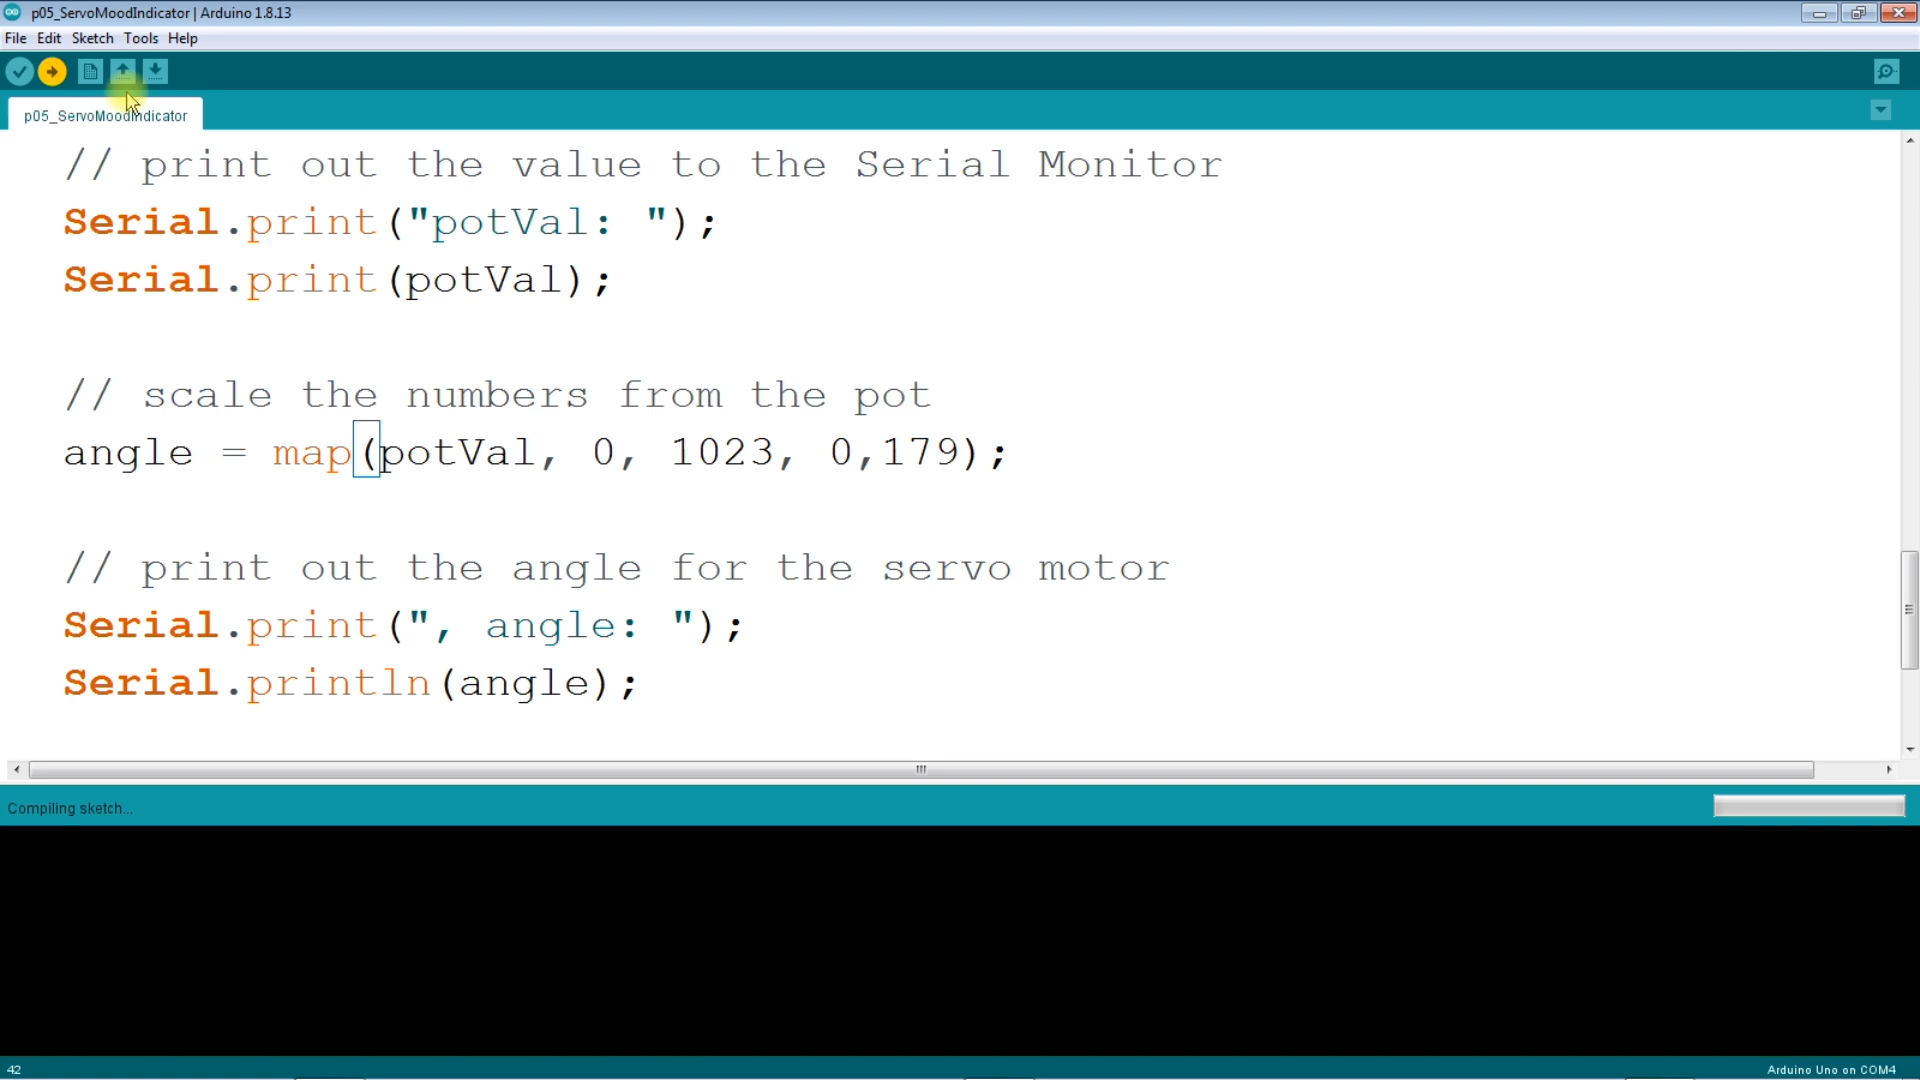 p05_ServoMoodIndicator | Arduino 1.8.13
File Edit Sketch Tools Help
p05_ServoMoodIndicator
// print out the value to the Serial Monitor
Serial.print("potVal: ");
Serial.print(potVal);
// scale the numbers from the pot
angle = map(potVal, 0, 1023, 0,179);
// print out the angle for the servo motor
Serial.print(", angle: ");
Serial.println(angle);
Compiling sketch...
42
Arduino Uno on COM4